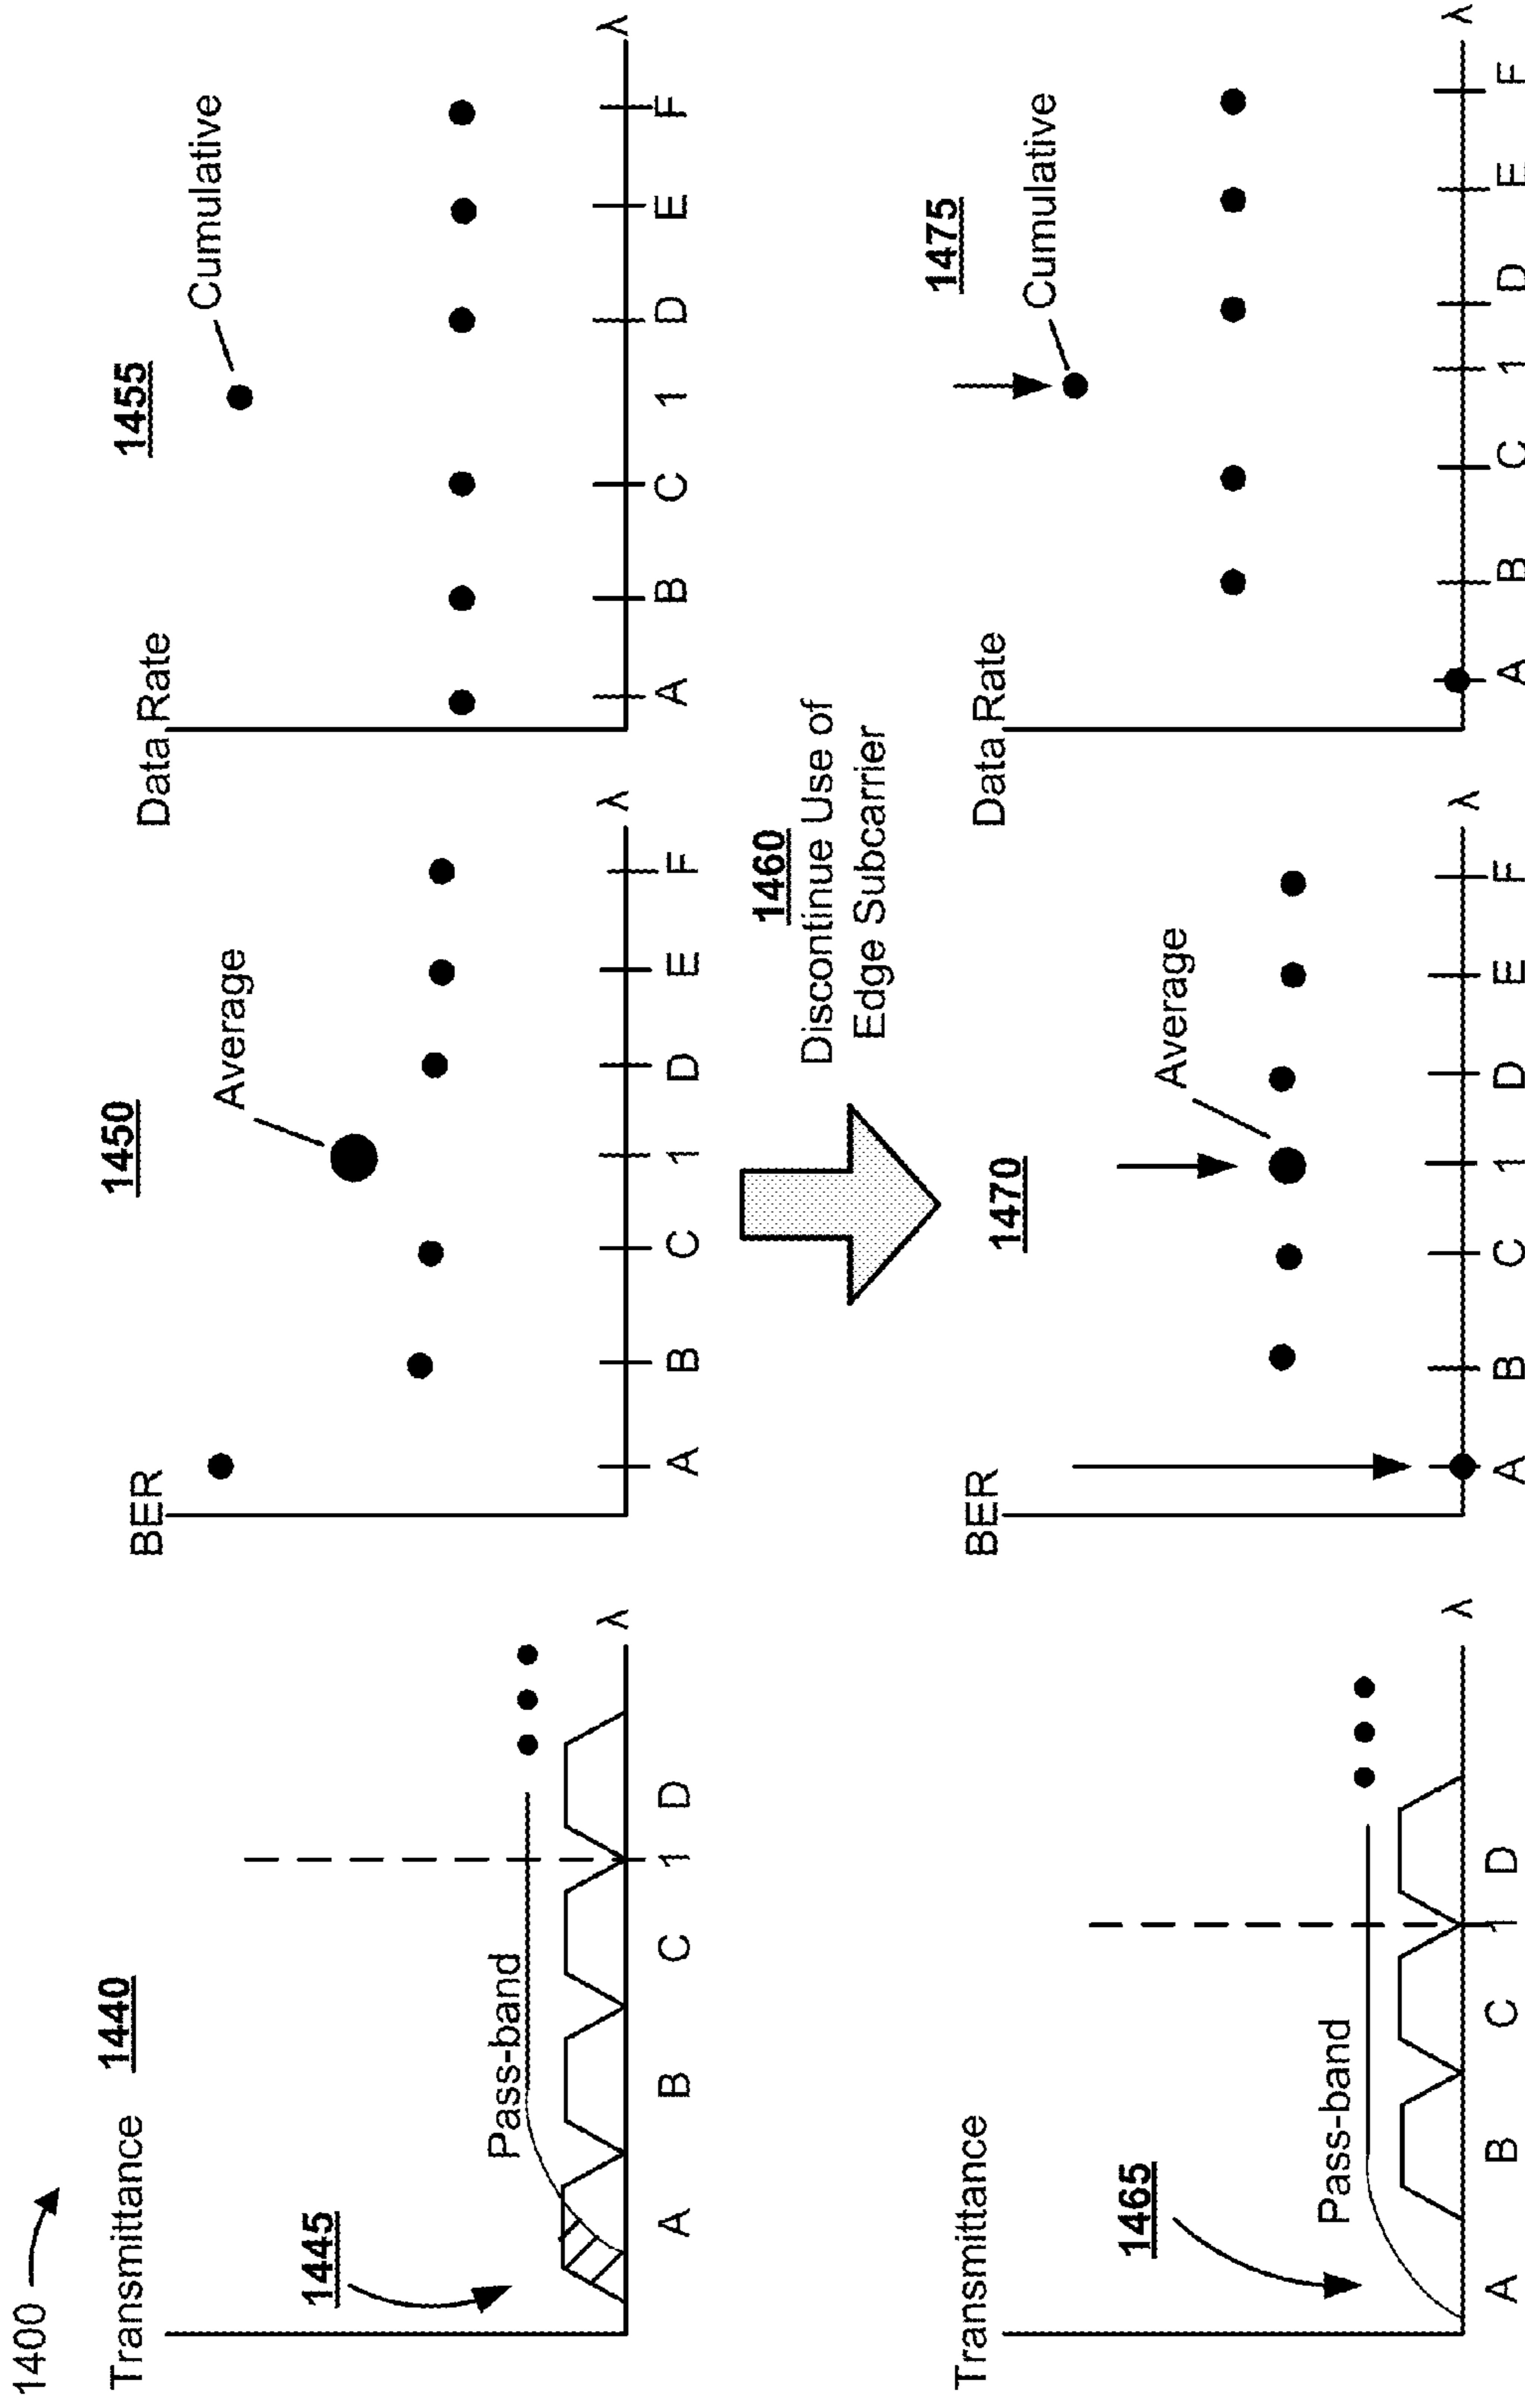 1400
Transmittance
1440
1445
Pass-band
A B C 1 D
λ
BER
1450
Average
A B C 1 D E F
λ
Data Rate
1455
Cumulative
A B C 1 D E F
λ
1460
Discontinue Use of
Edge Subcarrier
Transmittance
1465
Pass-band
A B C 1 D
λ
BER
1470
Average
A B C 1 D E F
λ
Data Rate
1475
Cumulative
A B C 1 D E F
λ